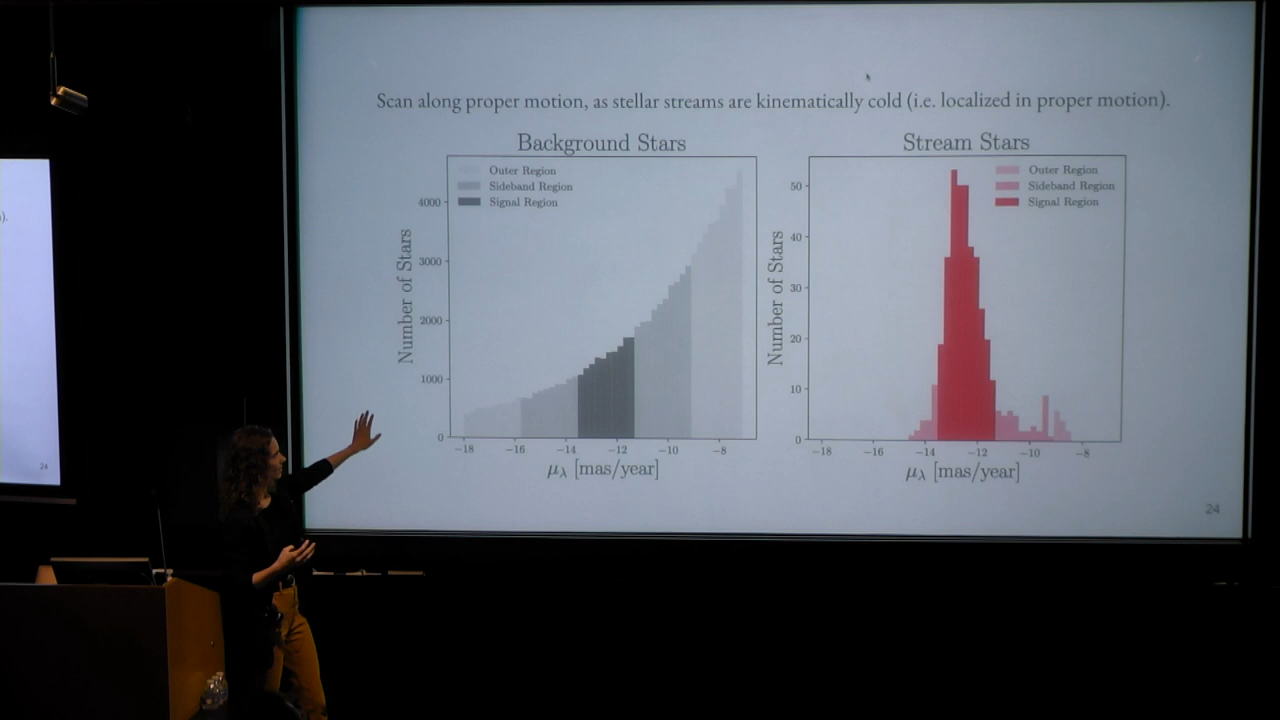 Scan along proper motion, as stellar streams are kinematically cold (i.e. localized in proper motion).
Background Stars
Outer Region
Sideband Region
Signal Region
Number of Stars
4000
3000
2000
1000
0
−18 −16 −14 −12 −10 −8
μλ [mas/year]
Stream Stars
Outer Region
Sideband Region
Signal Region
Number of Stars
50
40
30
20
10
0
−18 −16 −14 −12 −10 −8
μλ [mas/year]
24
).
24